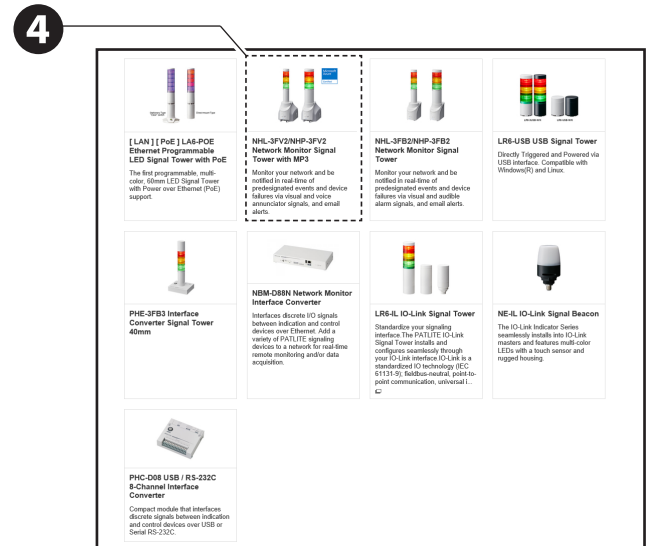 4
[ LAN ] [ PoE ] LA6-POE
Ethernet Programmable
LED Signal Tower with PoE
The first programmable, multi-
color, 60mm LED Signal Tower
with Power over Ethernet (PoE)
support.
NHL-3FV2/NHP-3FV2
Network Monitor Signal
Tower with MP3
Monitor your network and be
notified in real-time of
predesignated events and device
failures via visual and voice
annunciator signals, and email
alerts.
NHL-3FB2/NHP-3FB2
Network Monitor Signal
Tower
Monitor your network and be
notified in real-time of
predesignated events and device
failures via visual and audible
alarm signals, and email alerts.
LR6-USB USB Signal Tower
Directly Triggered and Powered via
USB interface. Compatible with
Windows(R) and Linux.
PHE-3FB3 Interface
Converter Signal Tower
40mm
NBM-D88N Network Monitor
Interface Converter
Interfaces discrete I/O signals
between indication and control
devices over Ethernet. Add a
variety of PATLITE signaling
devices to a network for real-time
remote monitoring and/or data
acquisition.
LR6-IL IO-Link Signal Tower
Standardize your signaling
interface.The PATLITE IO-Link
Signal Tower installs and
configures seamlessly through
your IO-Link interface.IO-Link is a
standardized IO technology (IEC
61131-9); fieldbus-neutral, point-to-
point communication, universal i...
NE-IL IO-Link Signal Beacon
The IO-Link Indicator Series
seamlessly installs into IO-Link
masters and features multi-color
LEDs with a touch sensor and
rugged housing.
PHC-D08 USB / RS-232C
8-Channel Interface
Converter
Compact module that interfaces
discrete signals between indication
and control devices over USB or
Serial RS-232C.